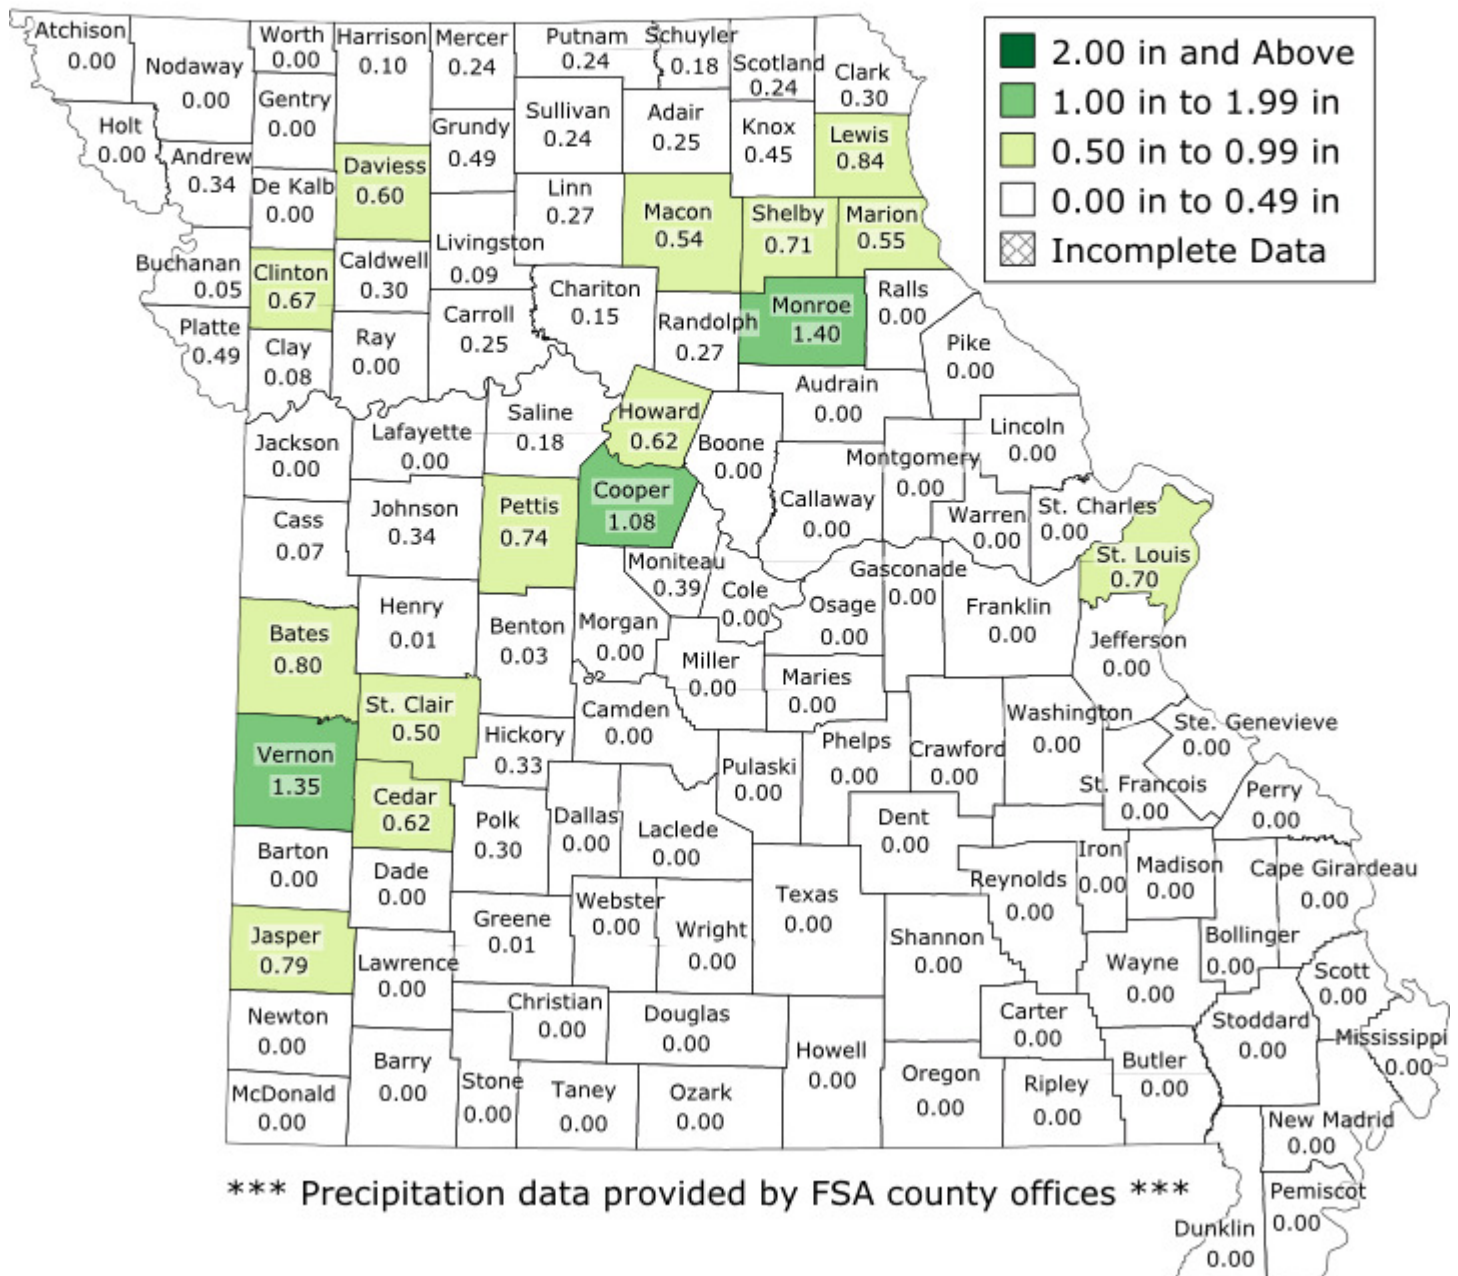 Atchison
0.00
Nodaway
0.00
Worth
0.00
Harrison
0.10
Mercer
0.24
Putnam
0.24
Schuyler
0.18
Scotland
0.24
Clark
0.30
2.00 in and Above
1.00 in to 1.99 in
0.50 in to 0.99 in
0.00 in to 0.49 in
Incomplete Data
Holt
0.00
Andrew
0.34
Gentry
0.00
De Kalb
0.00
Daviess
0.60
Grundy
0.49
Sullivan
0.24
Adair
0.25
Knox
0.45
Lewis
0.84
Linn
0.27
Macon
0.54
Shelby
0.71
Marion
0.55
Buchanan
0.05
Clinton
0.67
Caldwell
0.30
Livingston
0.09
Chariton
0.15
Randolph
0.27
Monroe
1.40
Ralls
0.00
Platte
0.49
Clay
0.08
Ray
0.00
Carroll
0.25
Pike
0.00
Audrain
0.00
Jackson
0.00
Lafayette
0.00
Saline
0.18
Howard
0.62
Boone
0.00
Montgomery
0.00
Lincoln
0.00
Cass
0.07
Johnson
0.34
Pettis
0.74
Cooper
1.08
Callaway
0.00
Warren
0.00
St. Charles
0.00
St. Louis
0.70
Moniteau
0.39
Cole
0.00
Osage
0.00
Gasconade
0.00
Franklin
0.00
Jefferson
0.00
Bates
0.80
Henry
0.01
Benton
0.03
Morgan
0.00
Miller
0.00
Maries
0.00
Vernon
1.35
St. Clair
0.50
Hickory
0.33
Camden
0.00
Pulaski
0.00
Phelps
0.00
Crawford
0.00
Washington
0.00
Ste. Genevieve
0.00
St. Francois
0.00
Perry
0.00
Cedar
0.62
Polk
0.30
Dallas
0.00
Laclede
0.00
Dent
0.00
Iron
0.00
Madison
0.00
Cape Girardeau
0.00
Barton
0.00
Dade
0.00
Greene
0.01
Webster
0.00
Wright
0.00
Texas
0.00
Reynolds
0.00
Shannon
0.00
Wayne
0.00
Bollinger
0.00
Scott
0.00
Jasper
0.79
Lawrence
0.00
Newton
0.00
Christian
0.00
Douglas
0.00
Howell
0.00
Carter
0.00
Stoddard
0.00
Mississippi
0.00
McDonald
0.00
Barry
0.00
Stone
0.00
Taney
0.00
Ozark
0.00
Oregon
0.00
Ripley
0.00
Butler
0.00
New Madrid
0.00
Pemiscot
0.00
Dunklin
0.00
*** Precipitation data provided by FSA county offices ***